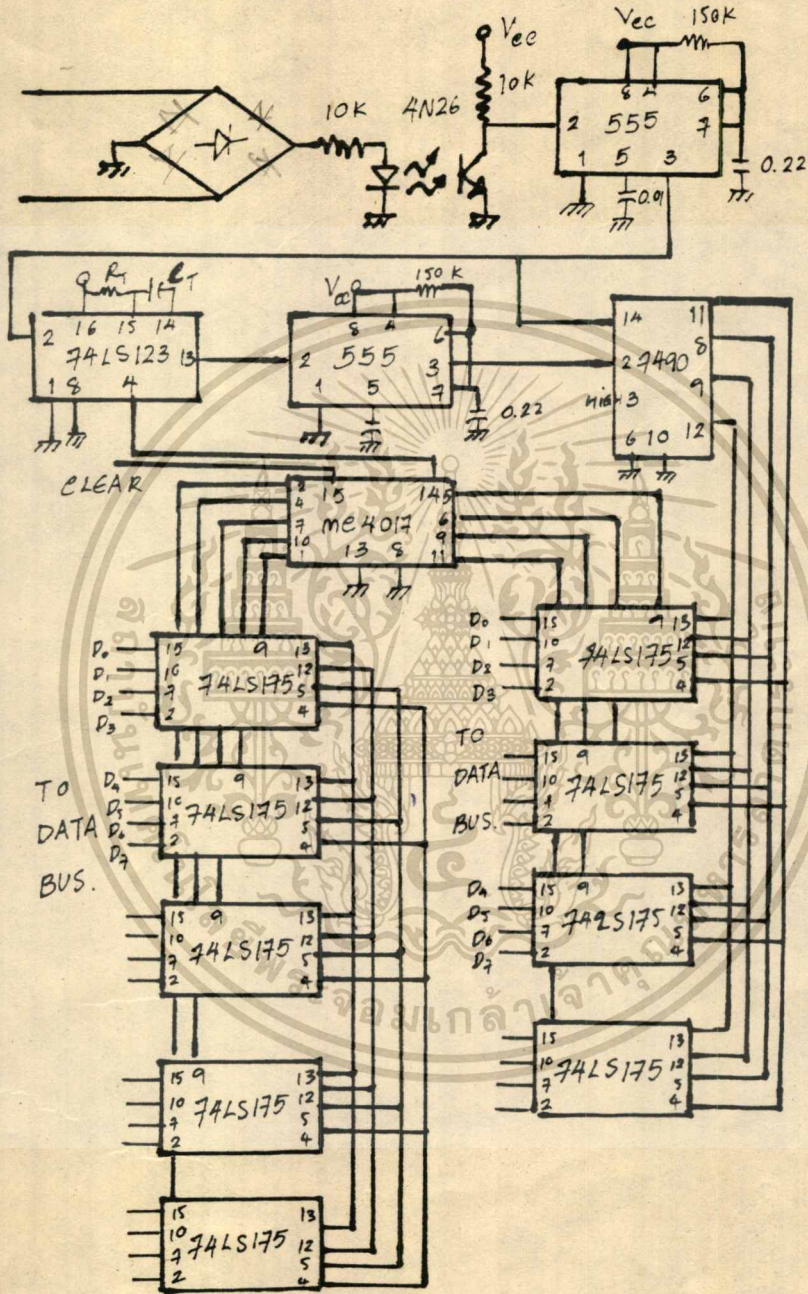 Vcc
150K
Vcc
10K
10K
4N26
8 4 6
2 555 7
1 5 3
0.01
0.22
RT CT
16 15 14
2 74LS123 13
1 8 4
Vcc
150K
8 4 6
2 555 3
1 5 7
0.22
14 11
8
2 7490 9
HIGH 3
12
6 10
CLEAR
15 14 5
4 6
7 MC4017 9
10
1 13 8 11
D0 15 9 13
D1 10 12
D2 7 74LS175 5
D3 2 4
D0 15 9 13
D1 10 12
D2 7 74LS175 5
D3 2 4
TO
DATA
BUS.
D4 15 9 13
D5 10 12
D6 7 74LS175 5
D7 2 4
TO
DATA
BUS.
15 9 13
10 12
74LS175 5
2 4
15 9 13
10 12
7 74LS175 5
2 4
D4 15 9 13
D5 10 12
D6 7 74LS175 5
D7 2 4
15 9 13
10 12
7 74LS175 5
2 4
15 13
10 12
7 74LS175 5
2 4
15 13
10 12
7 74LS175 5
2 4